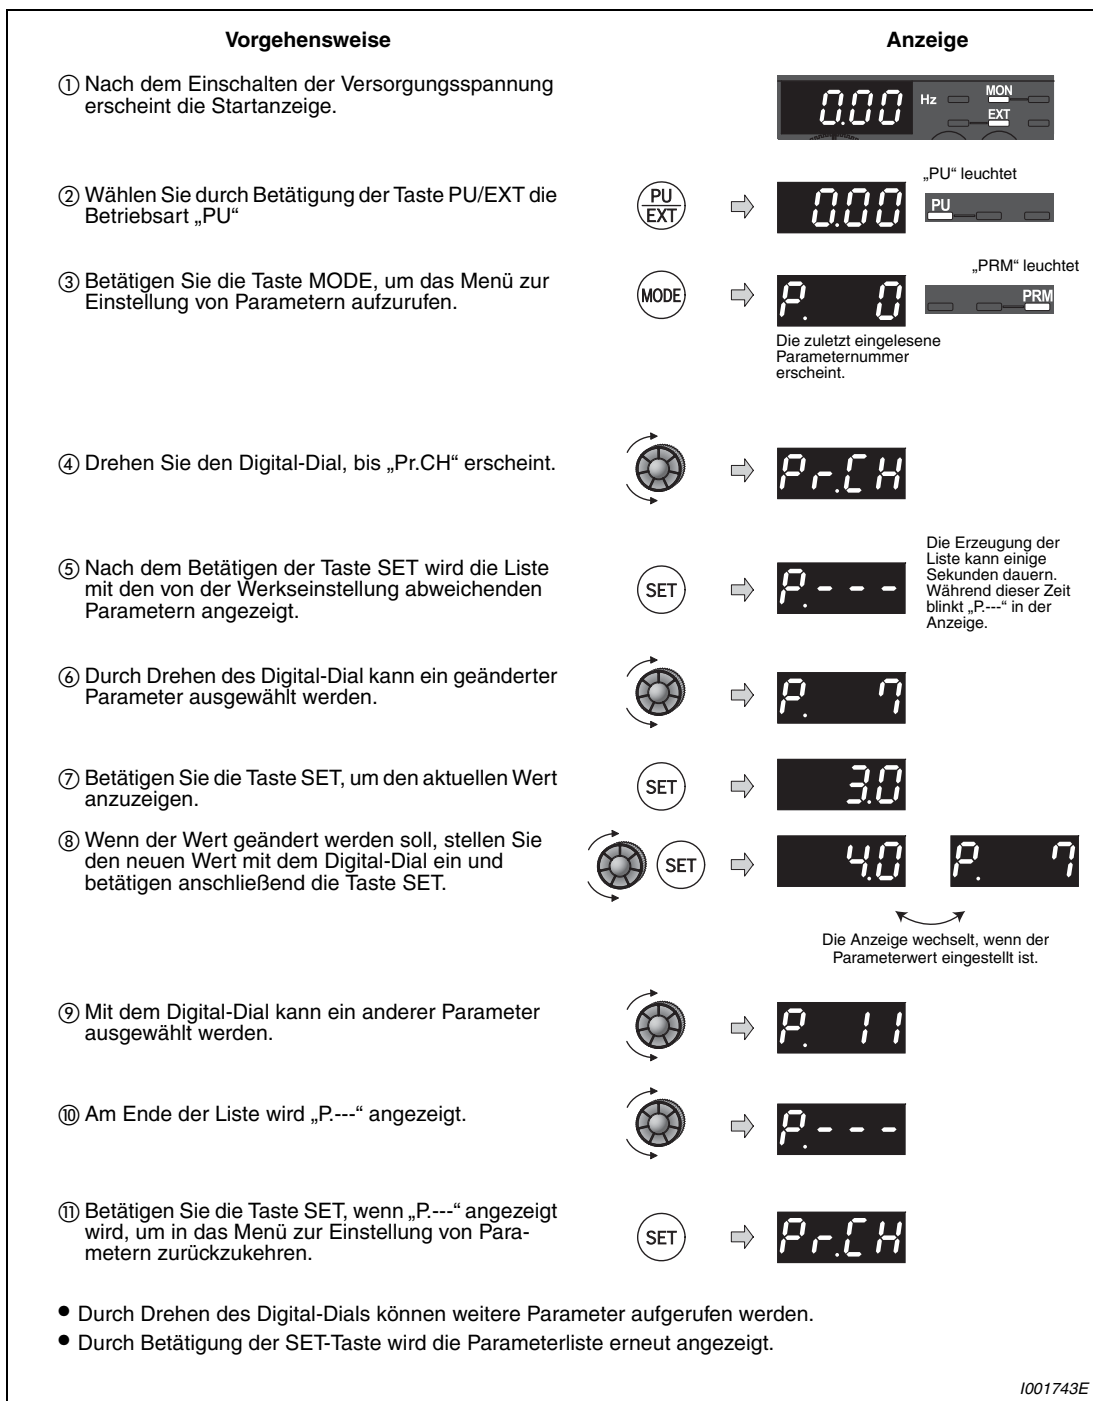 Vorgehensweise
Anzeige
① Nach dem Einschalten der Versorgungsspannung
erscheint die Startanzeige.
0.00 Hz MON
EXT
② Wählen Sie durch Betätigung der Taste PU/EXT die
Betriebsart „PU“
PU
EXT
0.00
„PU“ leuchtet
PU
③ Betätigen Sie die Taste MODE, um das Menü zur
Einstellung von Parametern aufzurufen.
MODE
P. 0
„PRM“ leuchtet
PRM
Die zuletzt eingelesene
Parameternummer
erscheint.
④ Drehen Sie den Digital-Dial, bis „Pr.CH“ erscheint.
Pr.CH
⑤ Nach dem Betätigen der Taste SET wird die Liste
mit den von der Werkseinstellung abweichenden
Parametern angezeigt.
SET
P.---
Die Erzeugung der
Liste kann einige
Sekunden dauern.
Während dieser Zeit
blinkt „P.---“ in der
Anzeige.
⑥ Durch Drehen des Digital-Dial kann ein geänderter
Parameter ausgewählt werden.
P. 7
⑦ Betätigen Sie die Taste SET, um den aktuellen Wert
anzuzeigen.
SET
3.0
⑧ Wenn der Wert geändert werden soll, stellen Sie
den neuen Wert mit dem Digital-Dial ein und
betätigen anschließend die Taste SET.
SET
4.0
P. 7
Die Anzeige wechselt, wenn der
Parameterwert eingestellt ist.
⑨ Mit dem Digital-Dial kann ein anderer Parameter
ausgewählt werden.
P. 11
⑩ Am Ende der Liste wird „P.---“ angezeigt.
P.---
⑪ Betätigen Sie die Taste SET, wenn „P.---“ angezeigt
wird, um in das Menü zur Einstellung von Para-
metern zurückzukehren.
SET
Pr.CH
● Durch Drehen des Digital-Dials können weitere Parameter aufgerufen werden.
● Durch Betätigung der SET-Taste wird die Parameterliste erneut angezeigt.
I001743E